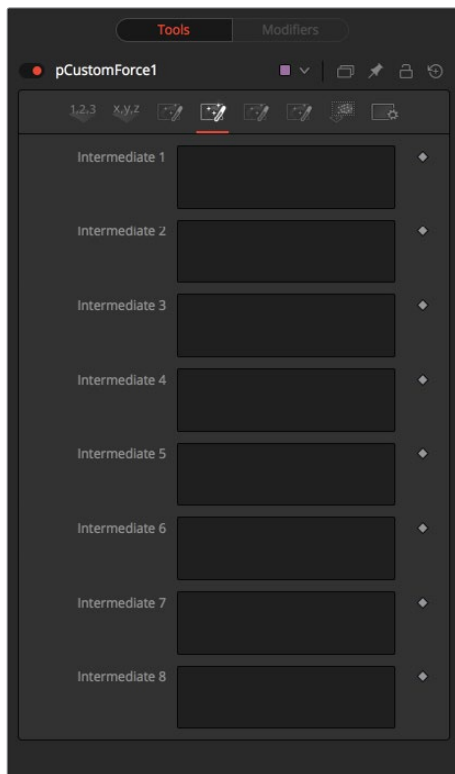 Tools Modifiers
pCustomForce1
1,2,3 x,y,z
Intermediate 1
Intermediate 2
Intermediate 3
Intermediate 4
Intermediate 5
Intermediate 6
Intermediate 7
Intermediate 8